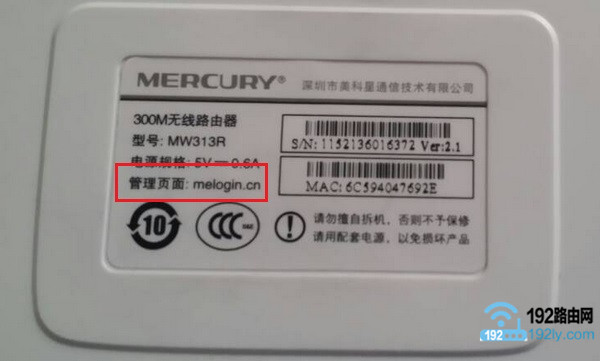 MERCURY®
深圳市美科星通信技术有限公司
300M无线路由器
型号: MW313R
电源规格: 5V⎓0.6A
管理页面: melogin.cn
S/N: 1152136016372 Ver:2.1
MAC: 6C594047692E
10
CCC
S&E
请勿擅自拆机，否则不予保修
请用配套电源，以免损坏产品
192路由网
192ly.com